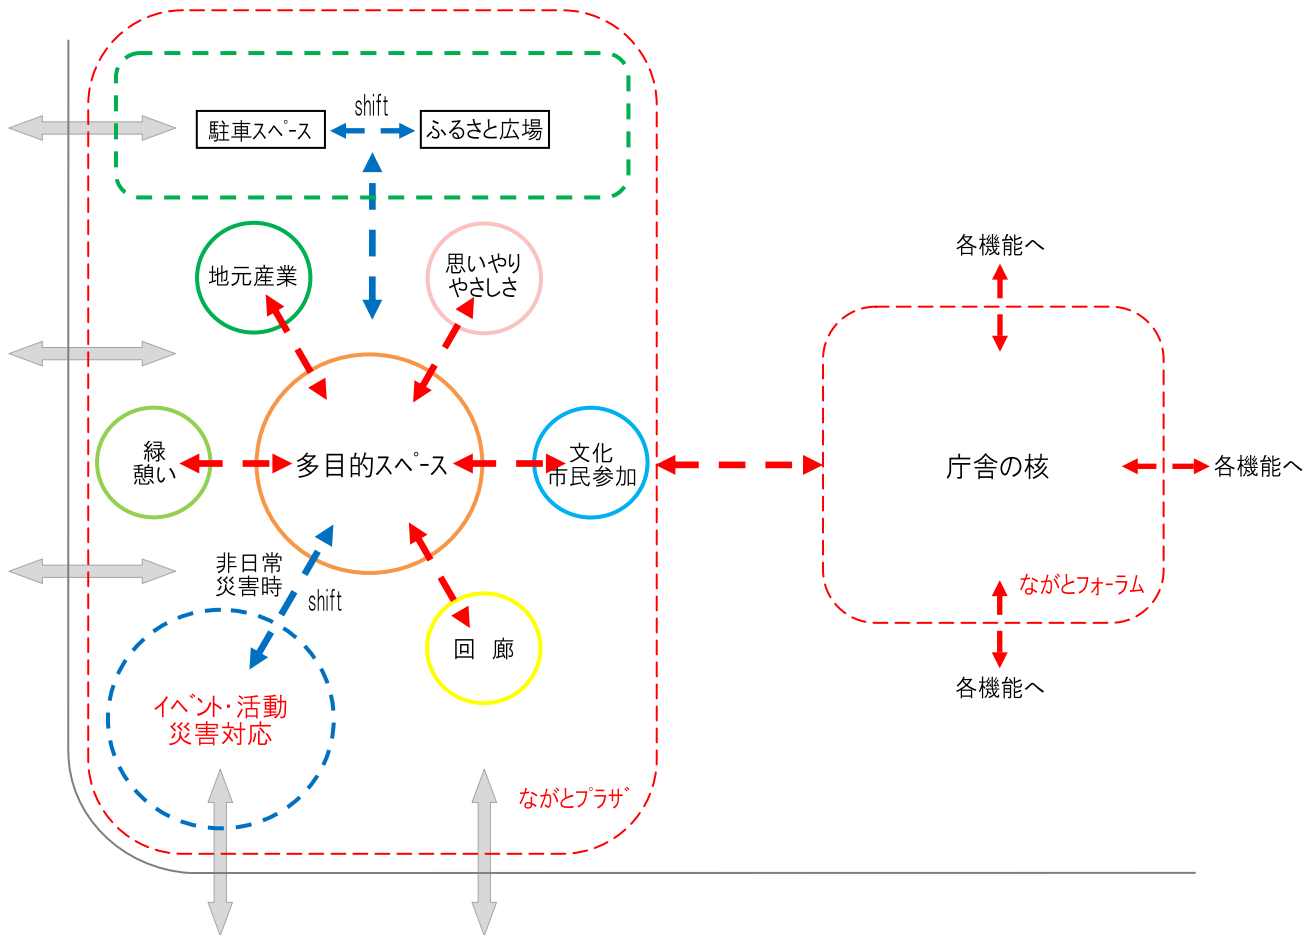 shift
駐車スペース
ふるさと広場
地元産業
思いやり
やさしさ
緑
憩い
多目的スペース
文化
市民参加
非日常
災害時
shift
回 廊
イベント・活動
災害対応
ながとプラザ
各機能へ
庁舎の核
各機能へ
ながとフォーラム
各機能へ